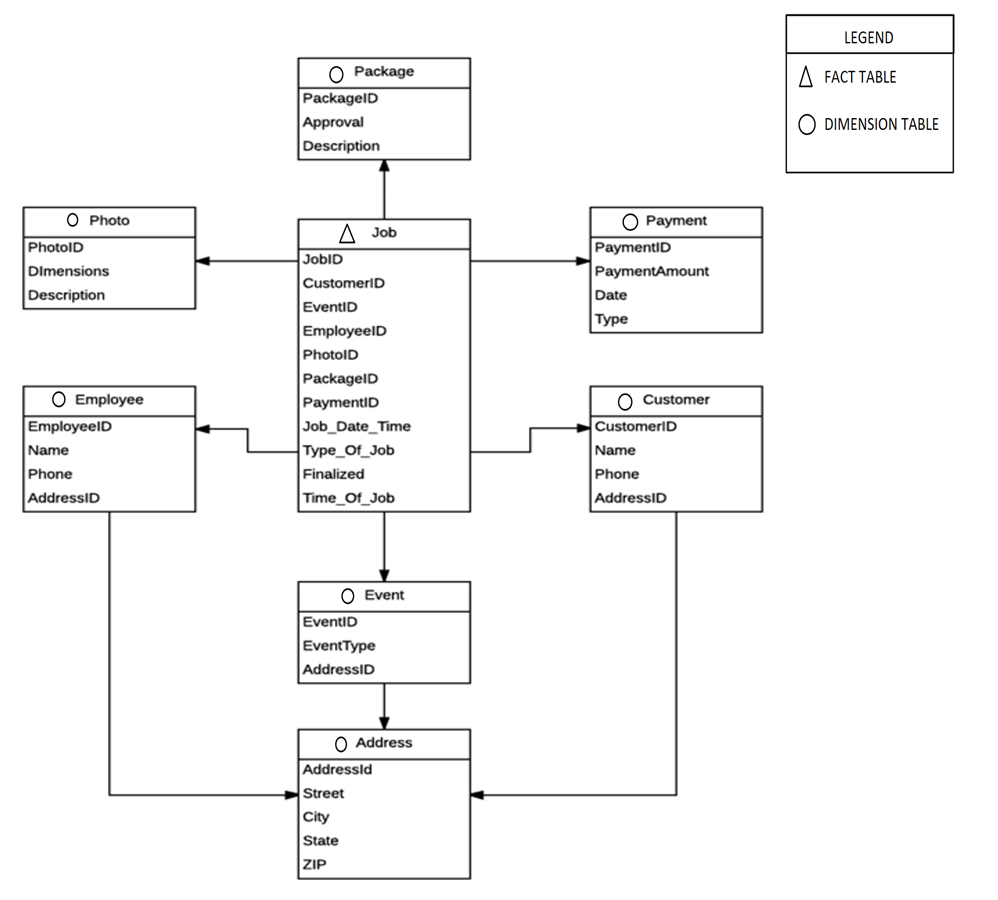 LEGEND
FACT TABLE
DIMENSION TABLE
Package
PackageID
Approval
Description
Photo
PhotoID
DImensions
Description
Job
JobID
CustomerID
EventID
EmployeeID
PhotoID
PackageID
PaymentID
Job_Date_Time
Type_Of_Job
Finalized
Time_Of_Job
Payment
PaymentID
PaymentAmount
Date
Type
Employee
EmployeeID
Name
Phone
AddressID
Customer
CustomerID
Name
Phone
AddressID
Event
EventID
EventType
AddressID
Address
AddressId
Street
City
State
ZIP